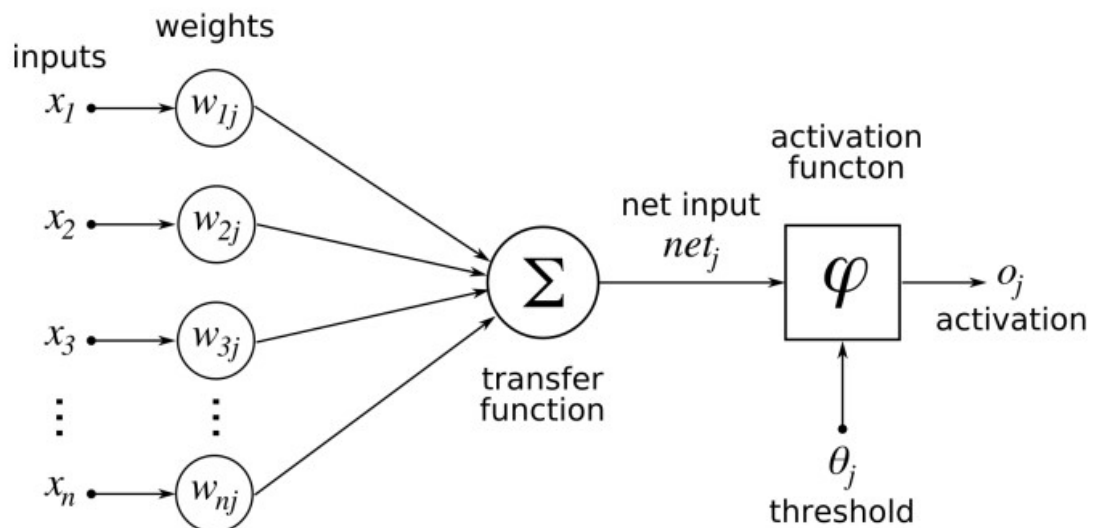 weights
inputs
x₁
w₁ⱼ
activation
functon
x₂
w₂ⱼ
net input
netⱼ
Σ
φ
oⱼ
activation
x₃
w₃ⱼ
transfer
function
⋮
⋮
θⱼ
threshold
xₙ
wₙⱼ